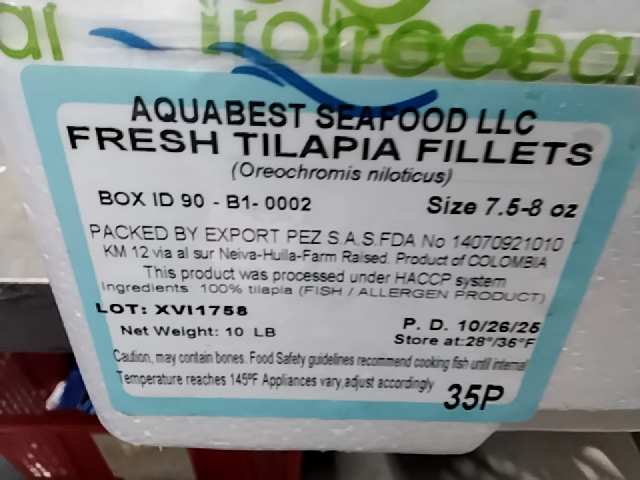 AQUABEST SEAFOOD LLC
FRESH TILAPIA FILLETS
(Oreochromis niloticus)
BOX ID 90 - B1- 0002
Size 7.5-8 oz
PACKED BY EXPORT PEZ S.A.S.FDA No 14070921010
KM 12 via al sur Neiva-Huila-Farm Raised. Product of COLOMBIA
This product was processed under HACCP system
Ingredients: 100% tilapia (FISH / ALLERGEN PRODUCT)
LOT: XVI1758
P. D. 10/26/25
Net Weight: 10 LB
Store at:28°/36°F
Caution, may contain bones. Food Safety guidelines recommend cooking fish until internal
Temperature reaches 145ºF Appliances vary,adjust accordingly
35P